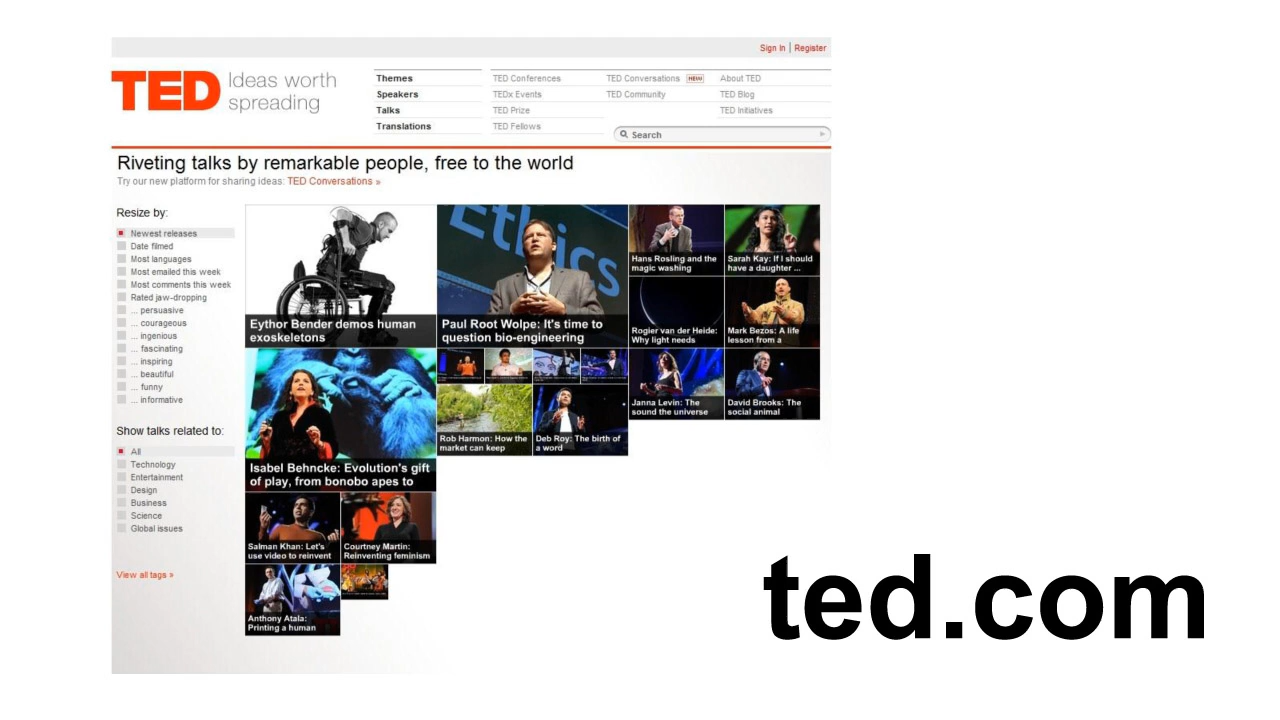 Sign In | Register
TED Ideas worth
spreading
Themes
Speakers
Talks
Translations
TED Conferences
TEDx Events
TED Prize
TED Fellows
TED Conversations NEW!
TED Community
About TED
TED Blog
TED Initiatives
Search
Riveting talks by remarkable people, free to the world
Try our new platform for sharing ideas: TED Conversations »
Resize by:
Newest releases
Date filmed
Most languages
Most emailed this week
Most comments this week
Rated jaw-dropping
... persuasive
... courageous
... ingenious
... fascinating
... inspiring
... beautiful
... funny
... informative
Show talks related to:
All
Technology
Entertainment
Design
Business
Science
Global issues
View all tags »
Eythor Bender demos human
exoskeletons
Ethics
Paul Root Wolpe: It's time to
question bio-engineering
Hans Rosling and the
magic washing
Sarah Kay: If I should
have a daughter ...
Rogier van der Heide:
Why light needs
Mark Bezos: A life
lesson from a
Janna Levin: The
sound the universe
David Brooks: The
social animal
Isabel Behncke: Evolution's gift
of play, from bonobo apes to
Rob Harmon: How the
market can keep
Deb Roy: The birth of
a word
Salman Khan: Let's
use video to reinvent
Courtney Martin:
Reinventing feminism
Anthony Atala:
Printing a human
ted.com